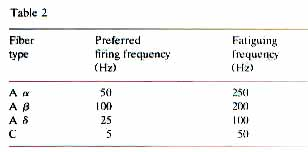 Table 2
Fiber Preferred Fatiguing
type firing frequency frequency
(Hz) (Hz)
A α 50 250
A β 100 200
A δ 25 100
C 5 50